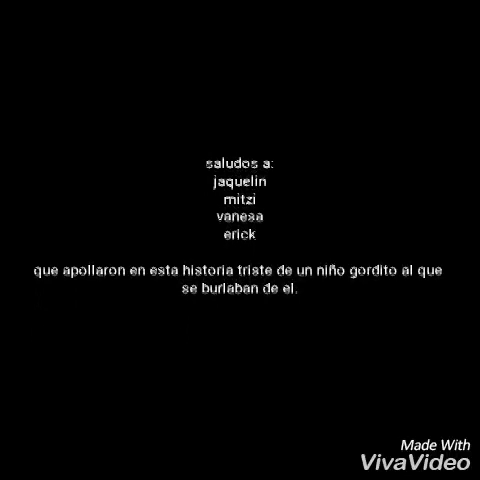 saludos a:
jaquelin
mitzi
vanesa
erick
que apollaron en esta historia triste de un niño gordito al que
se burlaban de el.
Made With
VivaVideo